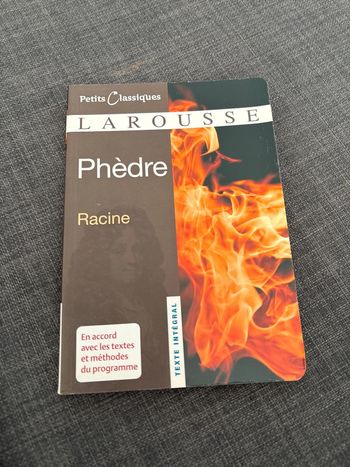 Petits Classiques
LAROUSSE
Phèdre
Racine
En accord
avec les textes
et méthodes
du programme
TEXTE INTÉGRAL